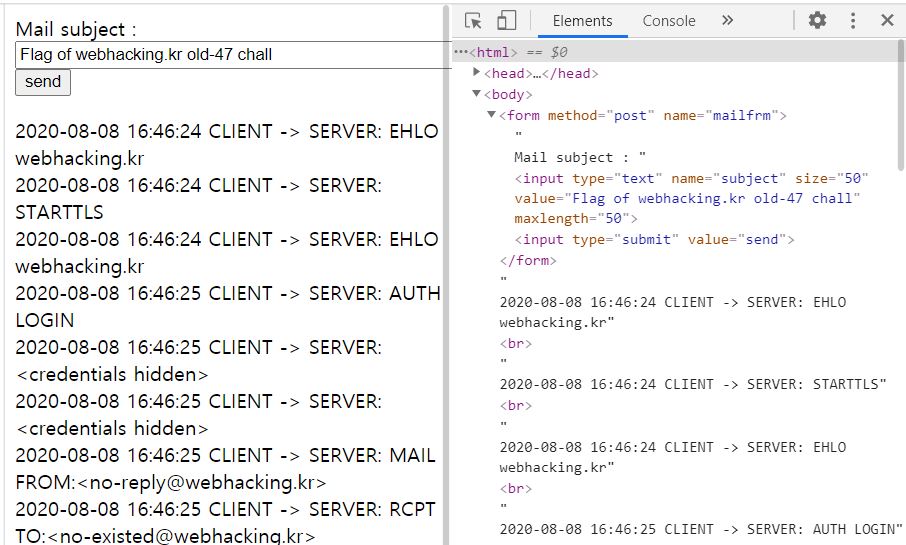 Mail subject :
Flag of webhacking.kr old-47 chall
send
2020-08-08 16:46:24 CLIENT -> SERVER: EHLO
webhacking.kr
2020-08-08 16:46:24 CLIENT -> SERVER:
STARTTLS
2020-08-08 16:46:24 CLIENT -> SERVER: EHLO
webhacking.kr
2020-08-08 16:46:25 CLIENT -> SERVER: AUTH
LOGIN
2020-08-08 16:46:25 CLIENT -> SERVER:
<credentials hidden>
2020-08-08 16:46:25 CLIENT -> SERVER:
<credentials hidden>
2020-08-08 16:46:25 CLIENT -> SERVER: MAIL
FROM:<no-reply@webhacking.kr>
2020-08-08 16:46:25 CLIENT -> SERVER: RCPT
TO:<no-existed@webhacking.kr>
Elements Console »
···<html> == $0
<head>…</head>
<body>
<form method="post" name="mailfrm">
"
Mail subject : "
<input type="text" name="subject" size="50"
value="Flag of webhacking.kr old-47 chall"
maxlength="50">
<input type="submit" value="send">
</form>
"
2020-08-08 16:46:24 CLIENT -> SERVER: EHLO
webhacking.kr"
<br>
"
2020-08-08 16:46:24 CLIENT -> SERVER: STARTTLS"
<br>
"
2020-08-08 16:46:24 CLIENT -> SERVER: EHLO
webhacking.kr"
<br>
"
2020-08-08 16:46:25 CLIENT -> SERVER: AUTH LOGIN"